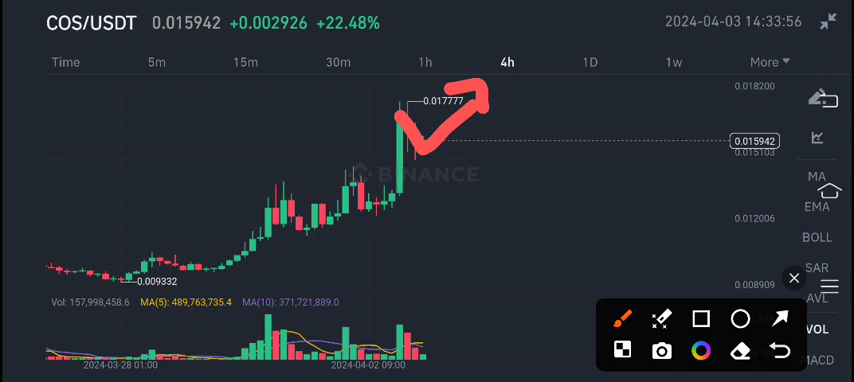 COS/USDT 0.015942 +0.002926 +22.48% 2024-04-03 14:33:56
Time 5m 15m 30m 1h 4h 1D 1w More
0.018200
0.017777
0.015942
0.015103
BINANCE
MA
EMA
0.012206
BOLL
SAR
0.009332
0.008909
AVL
Vol: 157,998,458.6 MA(5): 489,763,735.4 MA(10): 371,721,889.0
VOL
2024-03-28 01:00 2024-04-02 09:00
MACD